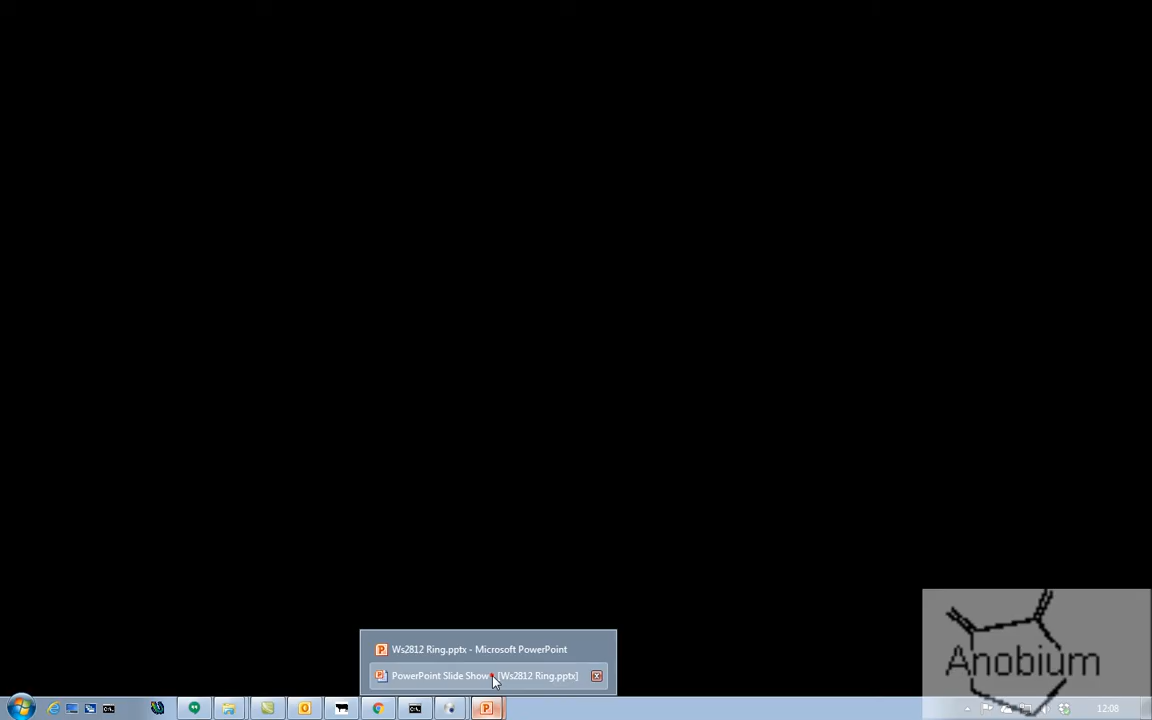 Ws2812 Ring.pptx - Microsoft PowerPoint
PowerPoint Slide Show - [Ws2812 Ring.pptx]
Anobium
12:08